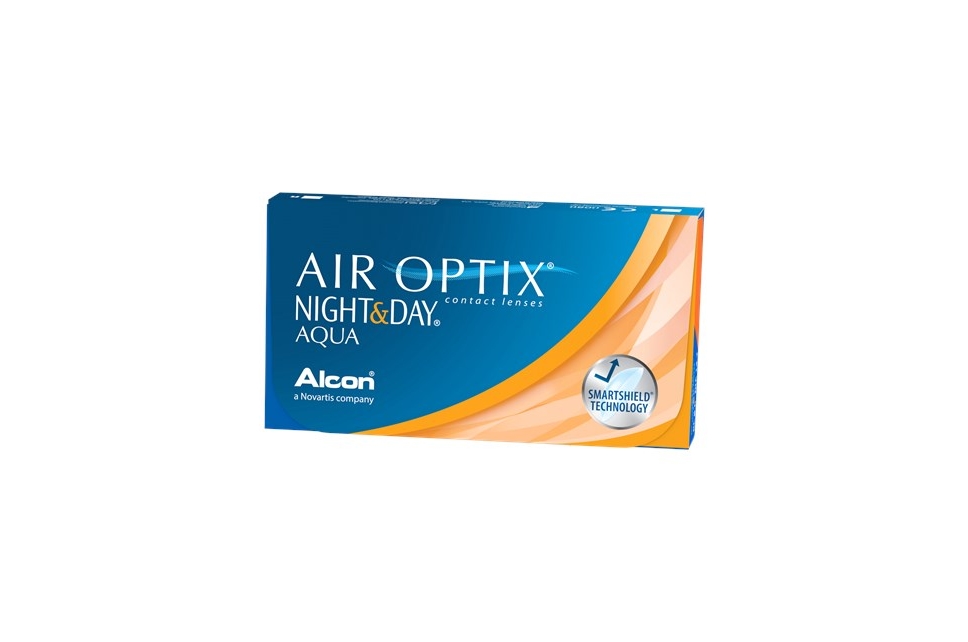 AIR OPTIX®
contact lenses
NIGHT&DAY®
AQUA
Alcon®
a Novartis company
SMARTSHIELD®
TECHNOLOGY